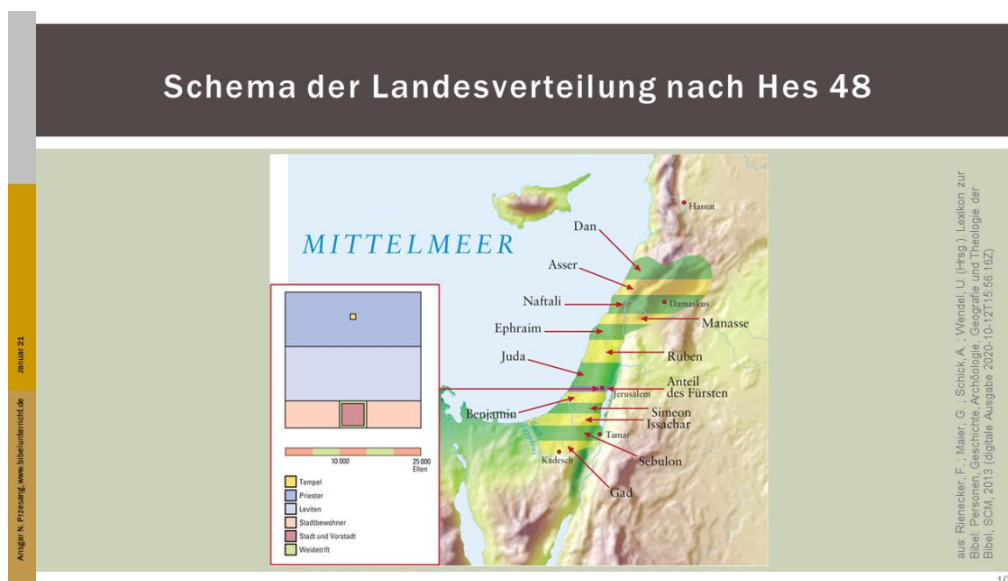 Schema der Landesverteilung nach Hes 48
Januar 21
Ansgar N. Przesang, www.bibelunterricht.de
MITTELMEER
Hamat
Dan
Asser
Naftali
Damaskus
Manasse
Ephraim
Ruben
Juda
Jerusalem
Anteil
des Fürsten
Benjamin
Simeon
Issachar
Tamar
Sebulon
Kadesch
Gad
10 000
25 000
Ellen
Tempel
Priester
Leviten
Stadtbewohner
Stadt und Vorstadt
Weidetrift
aus: Rienecker, F. ; Maier, G. ; Schick, A. ; Wendel, U. (Hrsg.). Lexikon zur
Bibel: Personen, Geschichte, Archäologie, Geografie und Theologie der
Bibel, SCM, 2013 (digitale Ausgabe 2020-10-12T15:56:16Z)